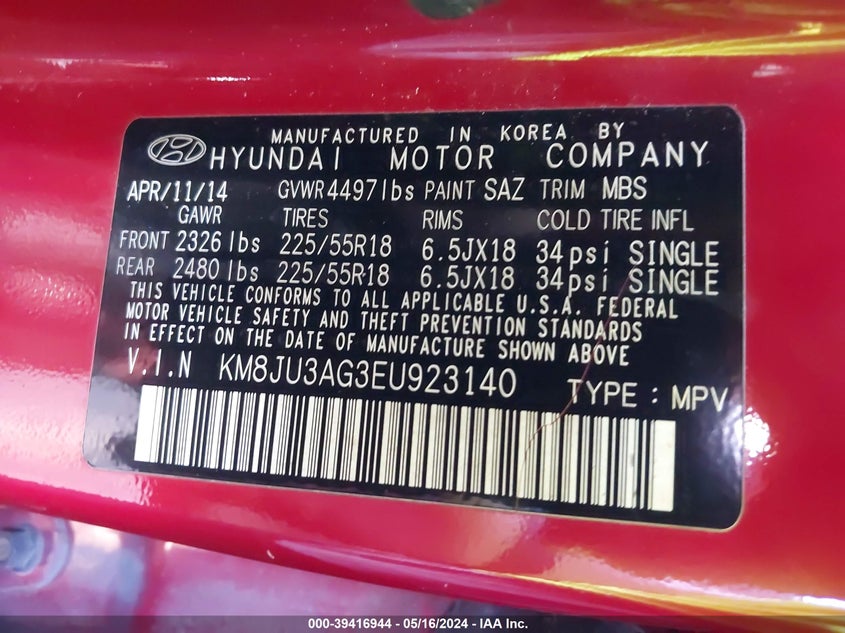 MANUFACTURED IN KOREA BY
HYUNDAI MOTOR COMPANY
APR/11/14 GVWR 4497lbs PAINT SAZ TRIM MBS
GAWR TIRES RIMS COLD TIRE INFL
FRONT 2326 lbs 225/55R18 6.5JX18 34psi SINGLE
REAR 2480 lbs 225/55R18 6.5JX18 34psi SINGLE
THIS VEHICLE CONFORMS TO ALL APPLICABLE U.S.A. FEDERAL
MOTOR VEHICLE SAFETY AND THEFT PREVENTION STANDARDS
IN EFFECT ON THE DATE OF MANUFACTURE SHOWN ABOVE
V.I.N KM8JU3AG3EU923140 TYPE : MPV
000-39416944 - 05/16/2024 - IAA Inc.